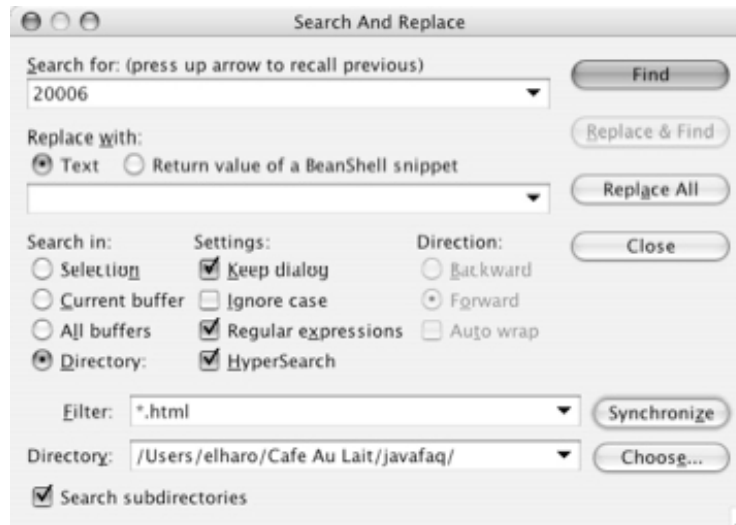 Search And Replace
Search for: (press up arrow to recall previous)
20006
Find
Replace & Find
Replace with:
Text Return value of a BeanShell snippet
Replace All
Search in: Settings: Direction: Close
Selection Keep dialog Backward
Current buffer Ignore case Forward
All buffers Regular expressions Auto wrap
Directory: HyperSearch
Filter: *.html Synchronize
Directory: /Users/elharo/Cafe Au Lait/javafaq/ Choose...
Search subdirectories